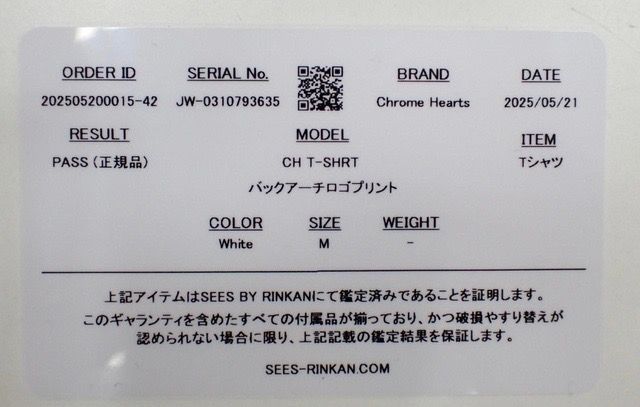 ORDER ID SERIAL No. BRAND DATE
202505200015-42 JW-0310793635 Chrome Hearts 2025/05/21
RESULT MODEL ITEM
PASS (正規品) CH T-SHRT Tシャツ
バックアーチロゴプリント
COLOR SIZE WEIGHT
White M -
上記アイテムはSEES BY RINKANにて鑑定済みであることを証明します。
このギャランティを含めたすべての付属品が揃っており、かつ破損やすり替えが
認められない場合に限り、上記記載の鑑定結果を保証します。
SEES-RINKAN.COM